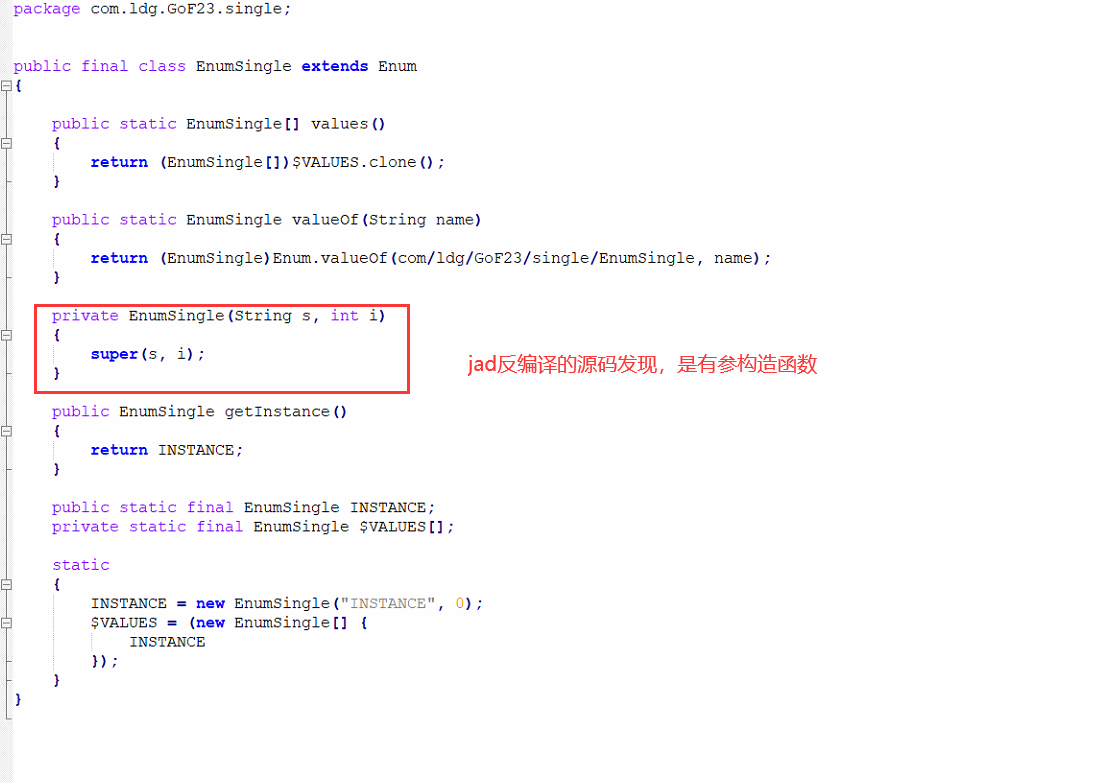 package com.ldg.GoF23.single;
public final class EnumSingle extends Enum
{
public static EnumSingle[] values()
{
return (EnumSingle[])$VALUES.clone();
}
public static EnumSingle valueOf(String name)
{
return (EnumSingle)Enum.valueOf(com/ldg/GoF23/single/EnumSingle, name);
}
private EnumSingle(String s, int i)
{
super(s, i);
}
jad反编译的源码发现，是有参构造函数
public EnumSingle getInstance()
{
return INSTANCE;
}
public static final EnumSingle INSTANCE;
private static final EnumSingle $VALUES[];
static
{
INSTANCE = new EnumSingle("INSTANCE", 0);
$VALUES = (new EnumSingle[] {
INSTANCE
});
}
}